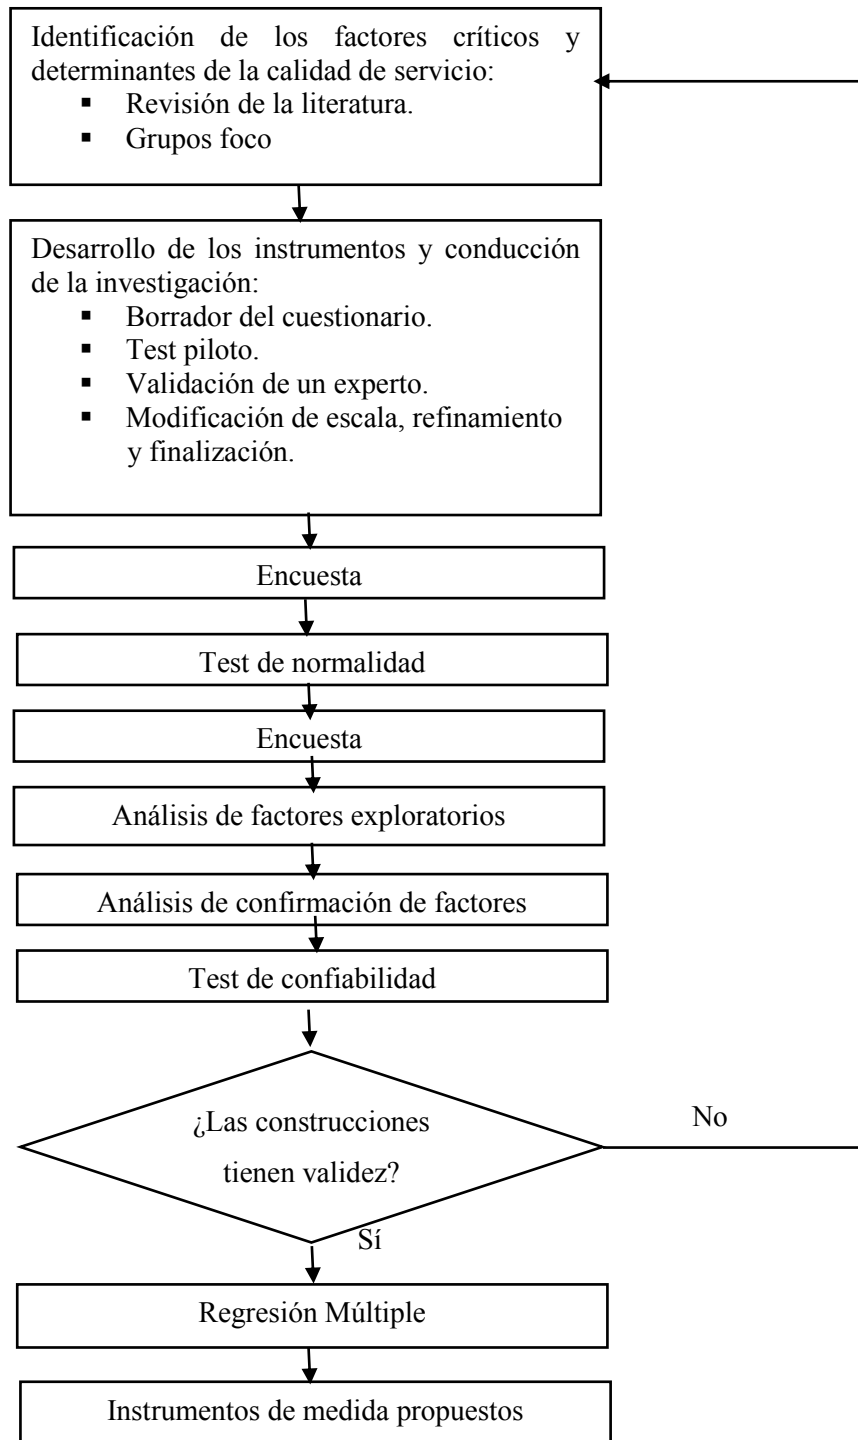 Identificación de los factores críticos y
determinantes de la calidad de servicio:
▪ Revisión de la literatura.
▪ Grupos foco
Desarrollo de los instrumentos y conducción
de la investigación:
▪ Borrador del cuestionario.
▪ Test piloto.
▪ Validación de un experto.
▪ Modificación de escala, refinamiento
y finalización.
Encuesta
Test de normalidad
Encuesta
Análisis de factores exploratorios
Análisis de confirmación de factores
Test de confiabilidad
¿Las construcciones
tienen validez?
No
Sí
Regresión Múltiple
Instrumentos de medida propuestos